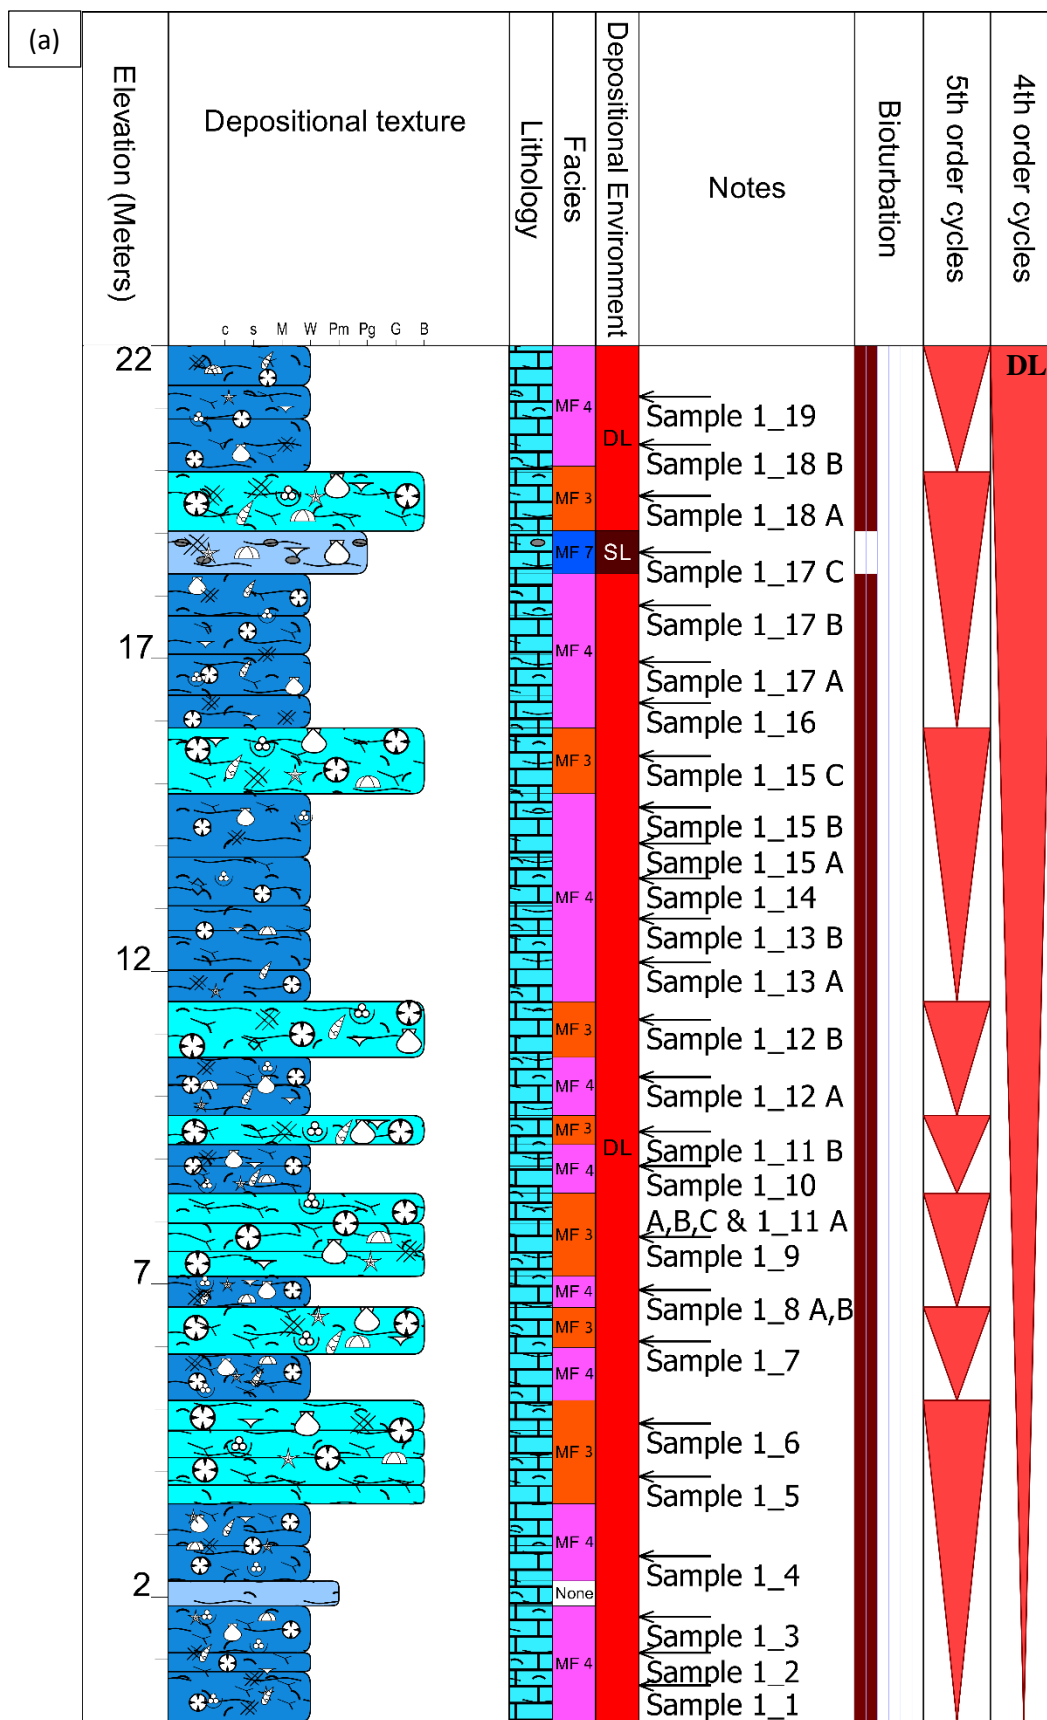 (a)
Elevation (Meters)
Depositional texture
Lithology
Facies
Depositional Environment
Notes
Bioturbation
5th order cycles
4th order cycles
c s M W Pm Pg G B
22
DL
MF 4
Sample 1_19
DL
Sample 1_18 B
MF 3
Sample 1_18 A
MF 7
SL
Sample 1_17 C
Sample 1_17 B
17
MF 4
Sample 1_17 A
Sample 1_16
MF 3
Sample 1_15 C
Sample 1_15 B
Sample 1_15 A
MF 4
Sample 1_14
Sample 1_13 B
12
Sample 1_13 A
MF 3
Sample 1_12 B
MF 4
Sample 1_12 A
MF 3
DL
Sample 1_11 B
MF 4
Sample 1_10
A,B,C & 1_11 A
MF 3
Sample 1_9
7
MF 4
Sample 1_8 A,B
MF 3
Sample 1_7
MF 4
MF 3
Sample 1_6
Sample 1_5
MF 4
Sample 1_4
2
None
Sample 1_3
MF 4
Sample 1_2
Sample 1_1